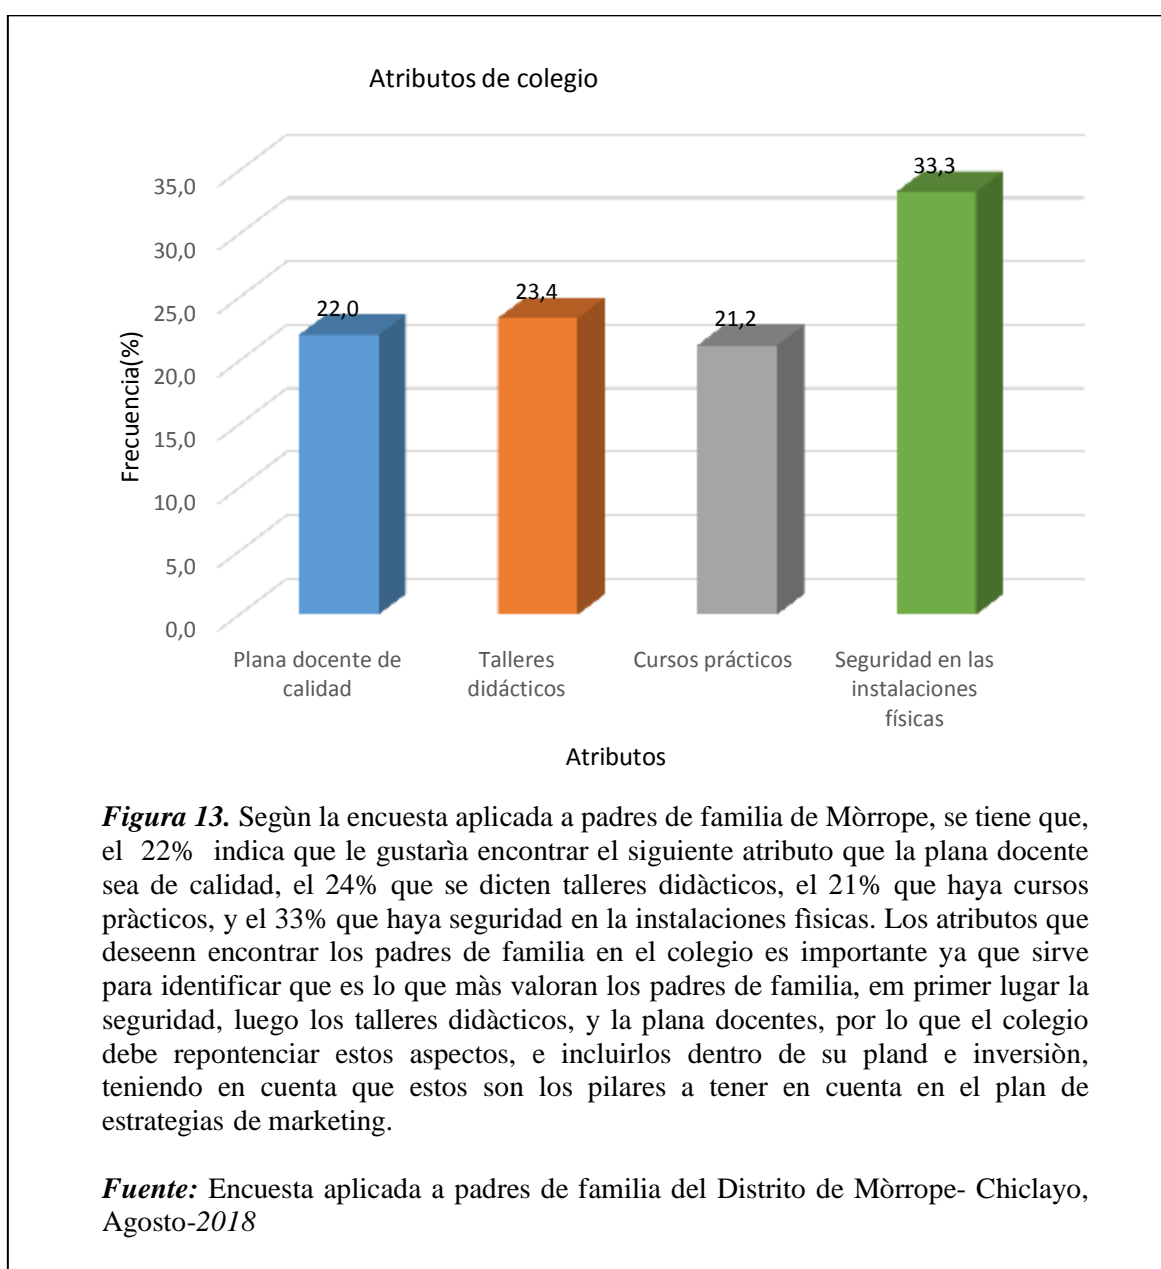 Atributos de colegio
35,0
30,0
25,0
20,0
15,0
10,0
5,0
0,0
Frecuencia(%)
22,0
23,4
21,2
33,3
Plana docente de
calidad
Talleres
didácticos
Cursos prácticos
Seguridad en las
instalaciones
físicas
Atributos
Figura 13. Segùn la encuesta aplicada a padres de familia de Mòrrope, se tiene que,
el 22% indica que le gustarìa encontrar el siguiente atributo que la plana docente
sea de calidad, el 24% que se dicten talleres didàcticos, el 21% que haya cursos
pràcticos, y el 33% que haya seguridad en la instalaciones fìsicas. Los atributos que
deseenn encontrar los padres de familia en el colegio es importante ya que sirve
para identificar que es lo que màs valoran los padres de familia, em primer lugar la
seguridad, luego los talleres didàcticos, y la plana docentes, por lo que el colegio
debe repontenciar estos aspectos, e incluirlos dentro de su pland e inversiòn,
teniendo en cuenta que estos son los pilares a tener en cuenta en el plan de
estrategias de marketing.
Fuente: Encuesta aplicada a padres de familia del Distrito de Mòrrope- Chiclayo,
Agosto-2018